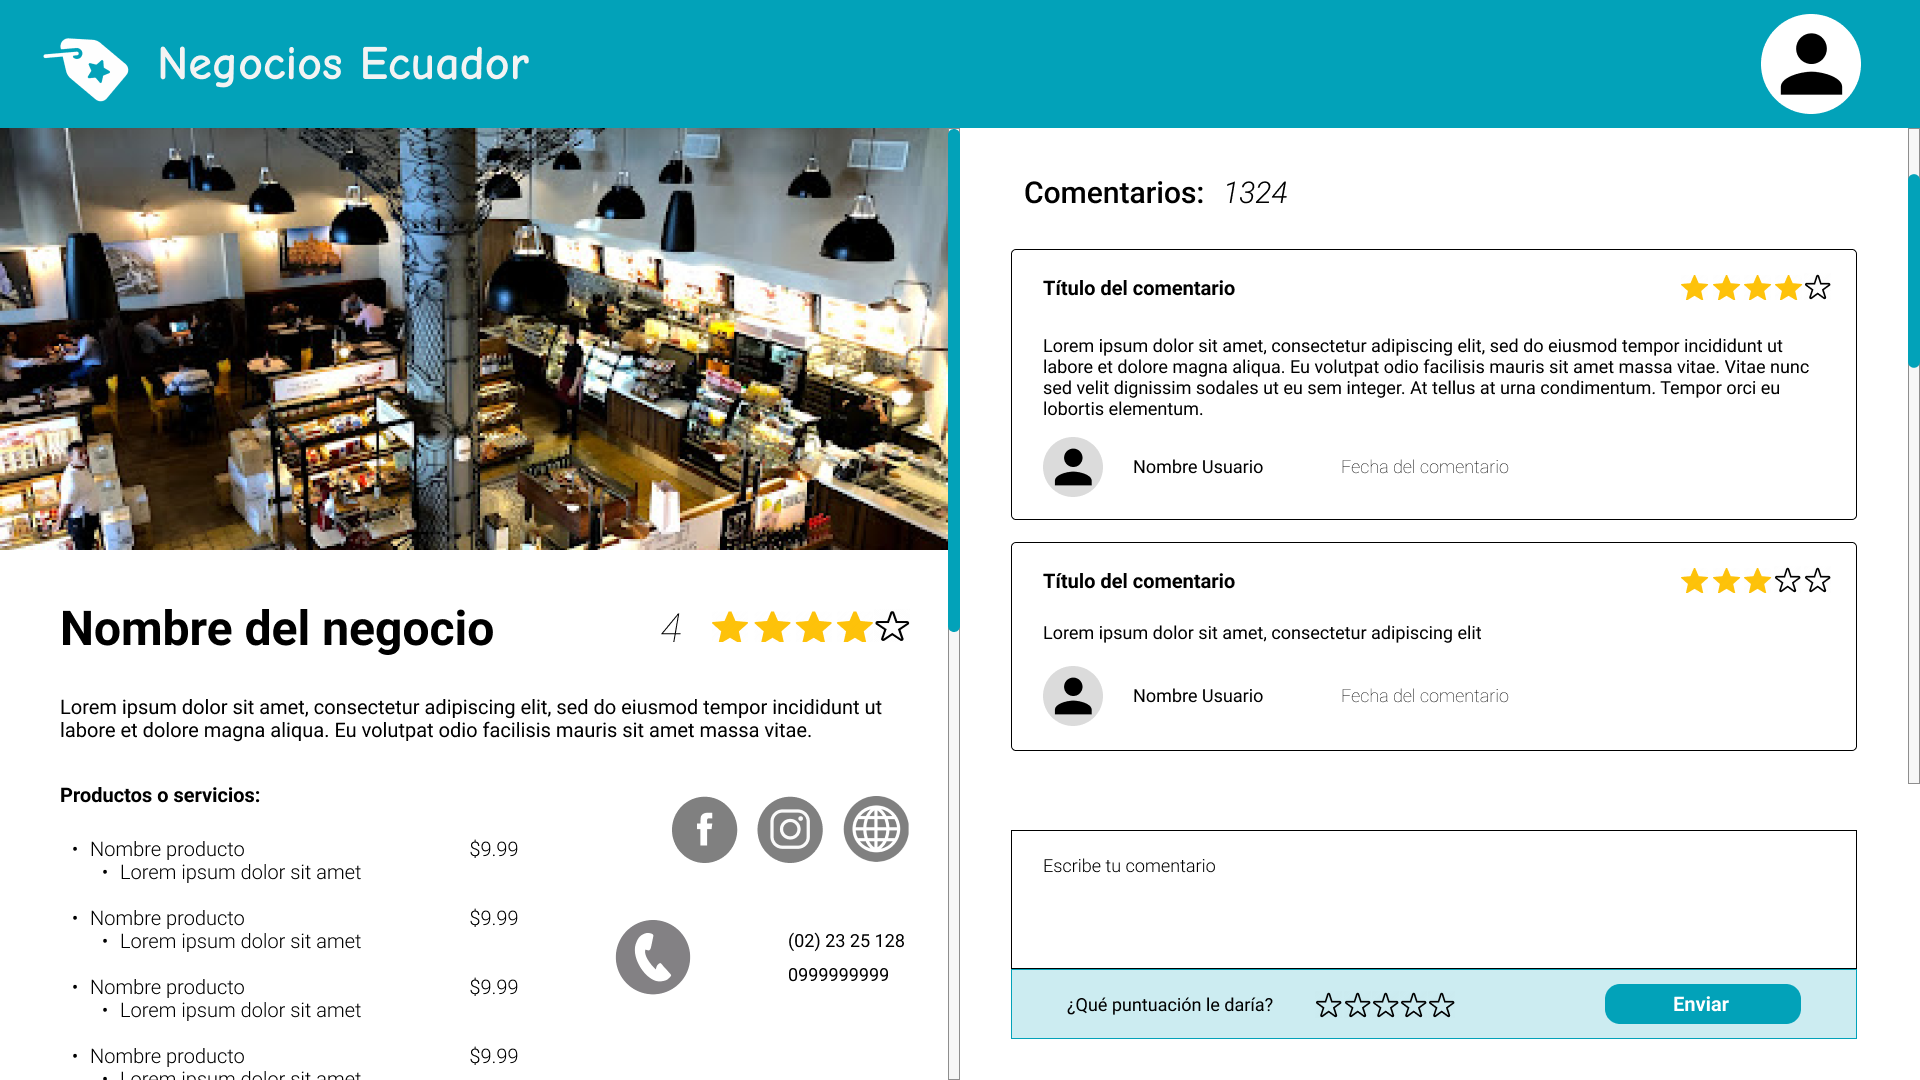 Negocios Ecuador
Nombre del negocio
4
Lorem ipsum dolor sit amet, consectetur adipiscing elit, sed do eiusmod tempor incididunt ut
labore et dolore magna aliqua. Eu volutpat odio facilisis mauris sit amet massa vitae.
Productos o servicios:
• Nombre producto $9.99
• Lorem ipsum dolor sit amet
• Nombre producto $9.99
• Lorem ipsum dolor sit amet
• Nombre producto $9.99
• Lorem ipsum dolor sit amet
• Nombre producto $9.99
• Lorem ipsum dolor sit amet
(02) 23 25 128
0999999999
Comentarios: 1324
Título del comentario
Lorem ipsum dolor sit amet, consectetur adipiscing elit, sed do eiusmod tempor incididunt ut
labore et dolore magna aliqua. Eu volutpat odio facilisis mauris sit amet massa vitae. Vitae nunc
sed velit dignissim sodales ut eu sem integer. At tellus at urna condimentum. Tempor orci eu
lobortis elementum.
Nombre Usuario Fecha del comentario
Título del comentario
Lorem ipsum dolor sit amet, consectetur adipiscing elit
Nombre Usuario Fecha del comentario
Escribe tu comentario
¿Qué puntuación le daría? Enviar